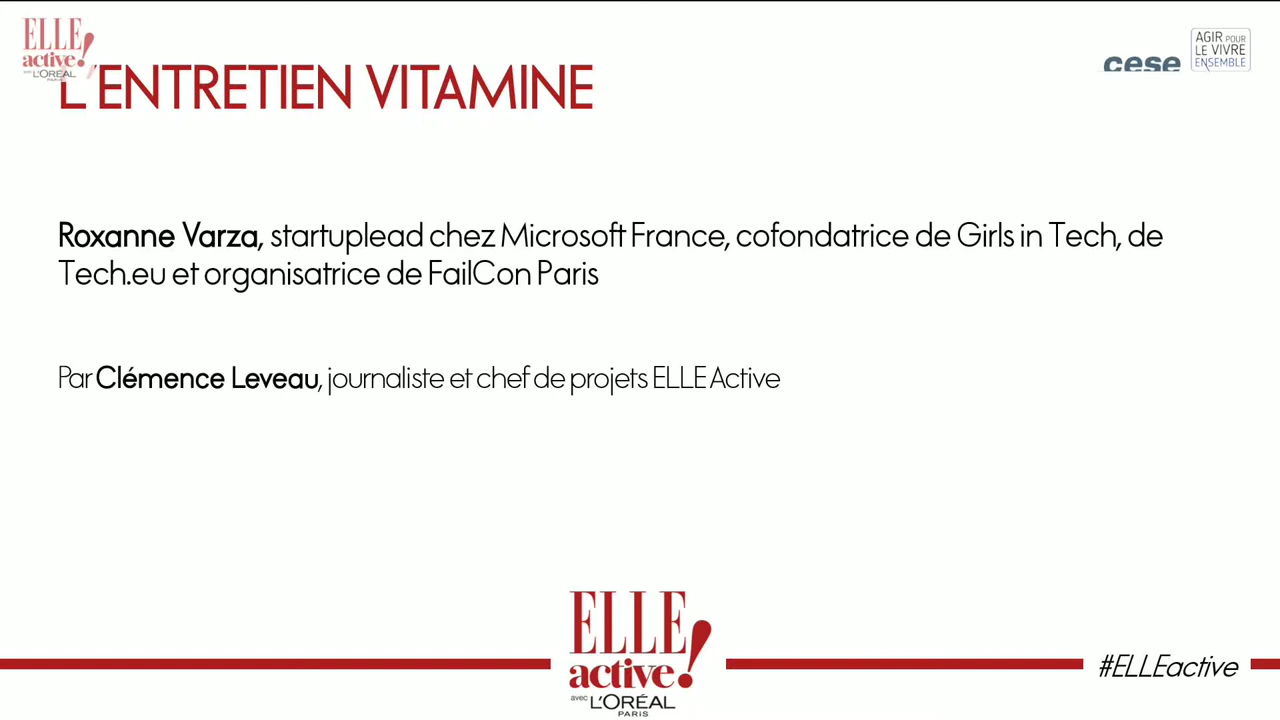 ELLE
active!
avec L'ORÉAL
PARIS
L'ENTRETIEN VITAMINE
cese
AGIR POUR
LE VIVRE
ENSEMBLE
Roxanne Varza, startuplead chez Microsoft France, cofondatrice de Girls in Tech, de
Tech.eu et organisatrice de FailCon Paris
Par Clémence Leveau, journaliste et chef de projets ELLE Active
ELLE
active!
avec L'ORÉAL
PARIS
#ELLEactive